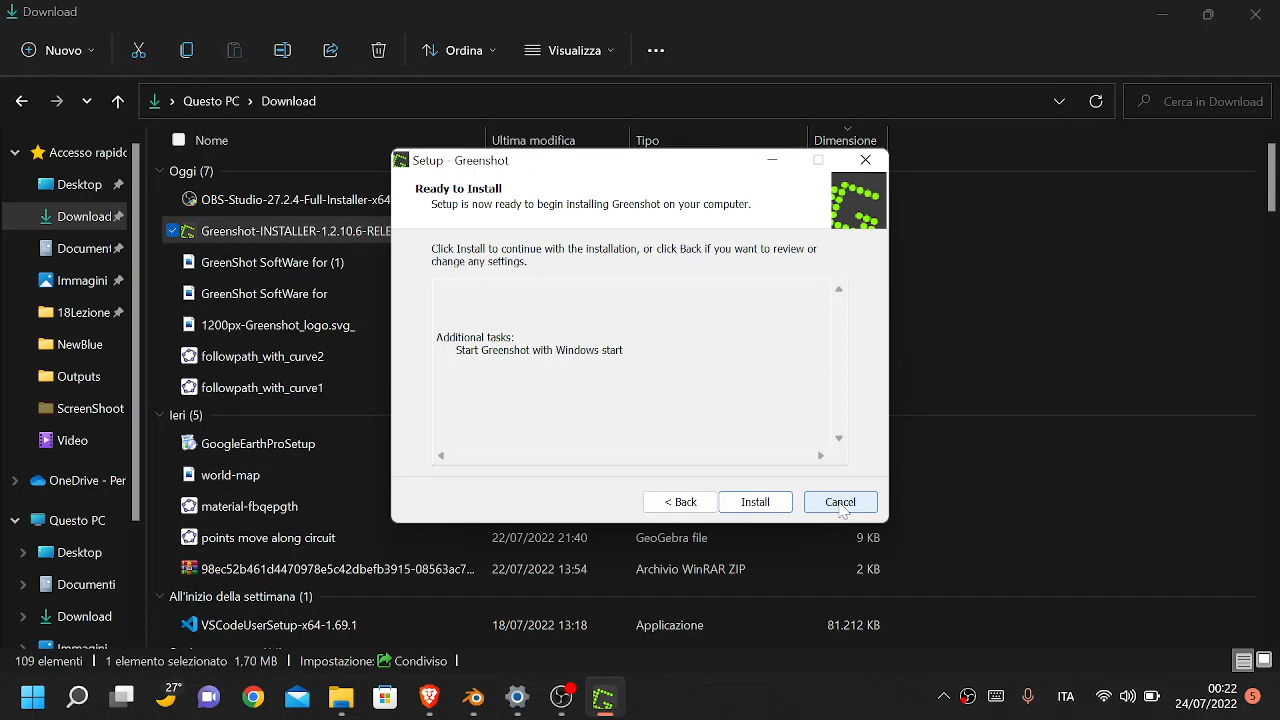 Download
Nuovo
Ordina
Visualizza
Questo PC > Download
Cerca in Download
Nome
Ultima modifica
Tipo
Dimensione
Accesso rapido
Desktop
Download
Document
Immagini
18Lezione
NewBlue
Outputs
ScreenShoot
Video
OneDrive - Per
Questo PC
Desktop
Documenti
Download
Immagini
Oggi (7)
OBS-Studio-27.2.4-Full-Installer-x64
Greenshot-INSTALLER-1.2.10.6-RELE
GreenShot SoftWare for (1)
GreenShot SoftWare for
1200px-Greenshot_logo.svg_
followpath_with_curve2
followpath_with_curve1
Ieri (5)
GoogleEarthProSetup
world-map
material-fbqepgth
points move along circuit 22/07/2022 21:40 GeoGebra file 9 KB
98ec52b461d4470978e5c42dbefb3915-08563ac7... 22/07/2022 13:54 Archivio WinRAR ZIP 2 KB
All'inizio della settimana (1)
VSCodeUserSetup-x64-1.69.1 18/07/2022 13:18 Applicazione 81.212 KB
Setup - Greenshot
Ready to Install
Setup is now ready to begin installing Greenshot on your computer.
Click Install to continue with the installation, or click Back if you want to review or
change any settings.
Additional tasks:
Start Greenshot with Windows start
< Back
Install
Cancel
109 elementi
1 elemento selezionato 1,70 MB
Impostazione: Condiviso
27°
ITA
00:22
24/07/2022
5